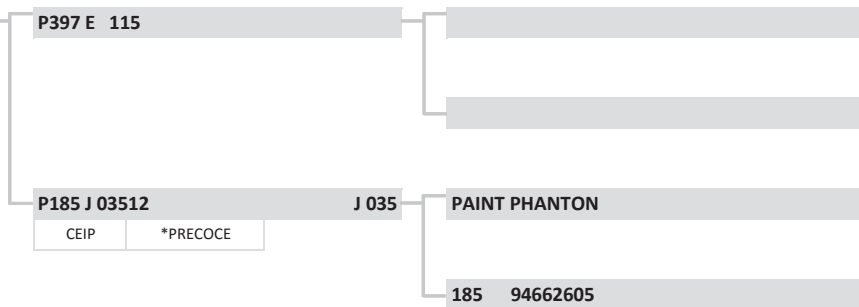 P397 E 115
P185 J 03512 J 035
CEIP *PRECOCE
PAINT PHANTON
185 94662605